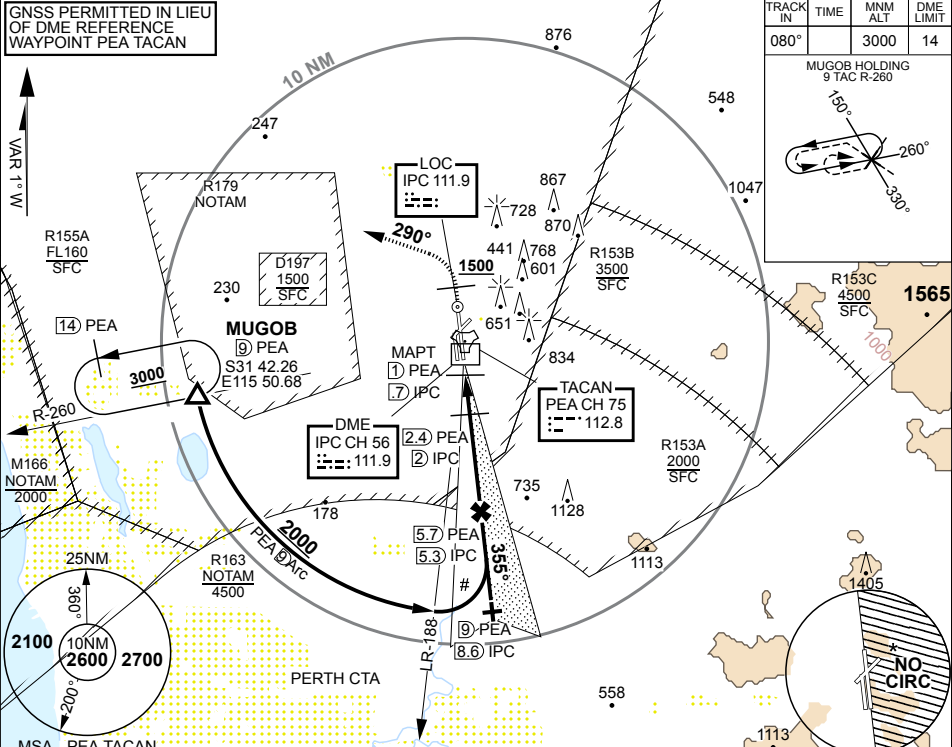 GNSS PERMITTED IN LIEU
OF DME REFERENCE
WAYPOINT PEA TACAN
TRACK IN TIME MNM ALT DME LIMIT
080° 3000 14
MUGOB HOLDING
9 TAC R-260
150°
260°
330°
10 NM
876
548
247
1047
VAR 1° W
R179
NOTAM
LOC
IPC 111.9
867
728
870
290°
441
768
601
1500
651
834
R155A
FL160
SFC
D197
1500
SFC
230
R153B
3500
SFC
R153C
4500
SFC
1565
1000
14 PEA
MUGOB
9 PEA
S31 42.26
E115 50.68
3000
R-260
MAPT
1 PEA
.7 IPC
TACAN
PEA CH 75
112.8
DME
IPC CH 56
111.9
2.4 PEA
2 IPC
R153A
2000
SFC
M166
NOTAM
2000
178
735
1128
2000
PEA 9 Arc
5.7 PEA
5.3 IPC
355°
#
1113
1405
R163
NOTAM
4500
25NM
360°
2100
10NM
2600
2700
200°
MSA PEA TACAN
LR-188
9 PEA
8.6 IPC
PERTH CTA
558
*
NO
CIRC
1113